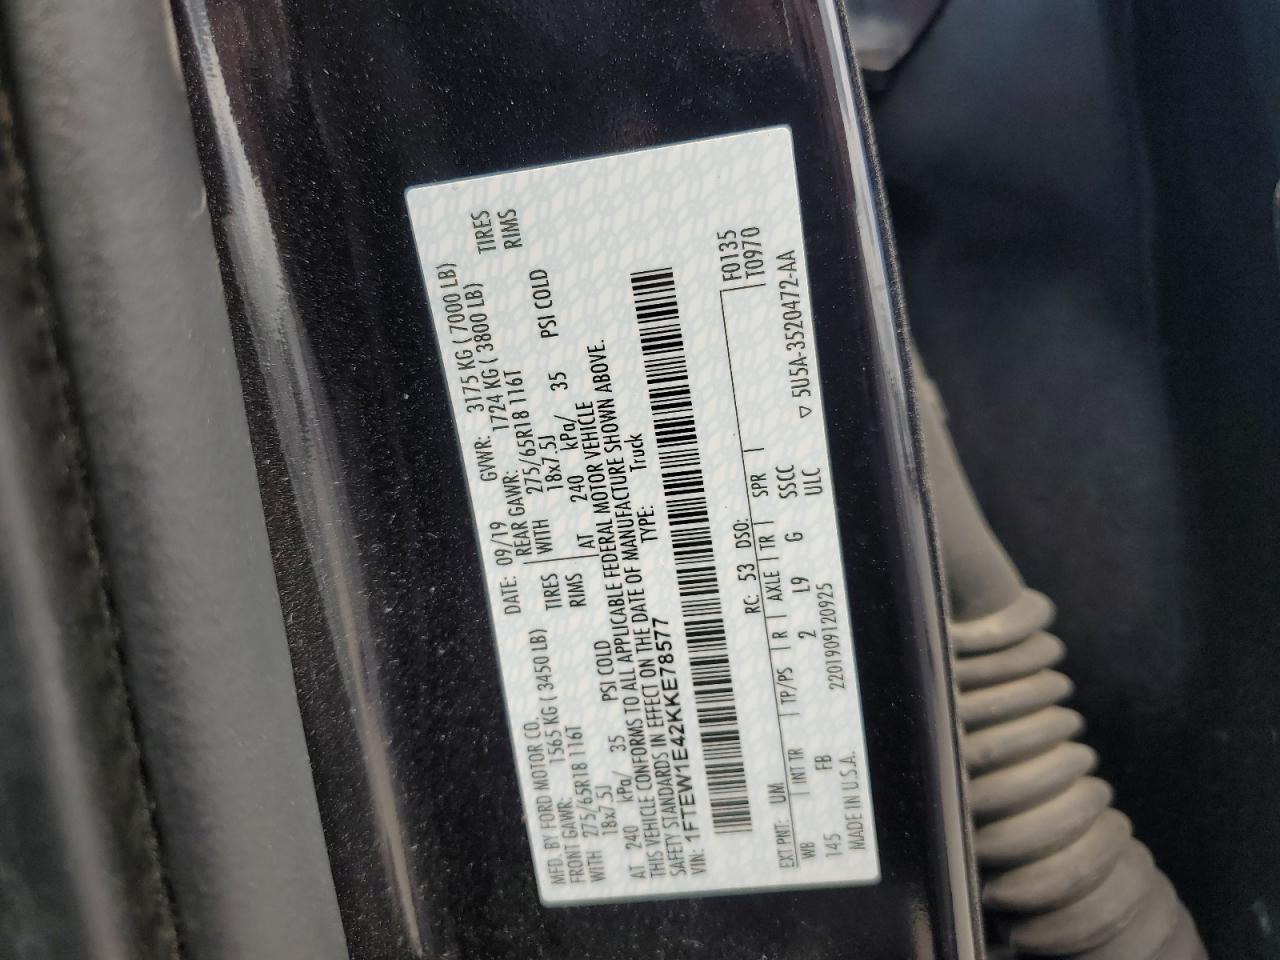 MFD. BY FORD MOTOR CO. DATE: 09/19 GVWR: 3175 KG ( 7000 LB)
FRONT GAWR: 1565 KG ( 3450 LB) REAR GAWR: 1724 KG ( 3800 LB)
WITH 275/65R18 116T TIRES WITH 275/65R18 116T TIRES
18x7.5J RIMS 18x7.5J RIMS
AT 240 kPa/ 35 PSI COLD AT 240 kPa/ 35 PSI COLD
THIS VEHICLE CONFORMS TO ALL APPLICABLE FEDERAL MOTOR VEHICLE
SAFETY STANDARDS IN EFFECT ON THE DATE OF MANUFACTURE SHOWN ABOVE.
VIN: 1FTEW1E42KKE78577 TYPE: Truck
RC: 53 DSO: F0135
EXT PNT: UM T0970
WB INT TR TP/PS R AXLE TR SPR
145 FB 2 L9 G SSCC
MADE IN U.S.A. 2201909120925 ULC ▽ 5U5A-3520472-AA